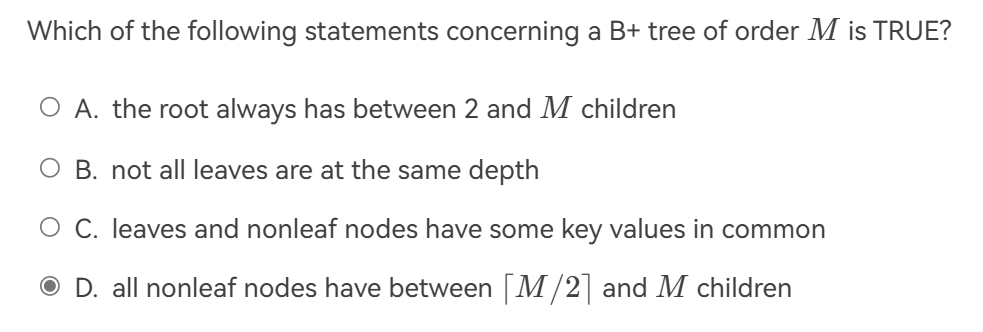 Which of the following statements concerning a B+ tree of order M is TRUE?
A. the root always has between 2 and M children
B. not all leaves are at the same depth
C. leaves and nonleaf nodes have some key values in common
D. all nonleaf nodes have between ⌈M/2⌉ and M children